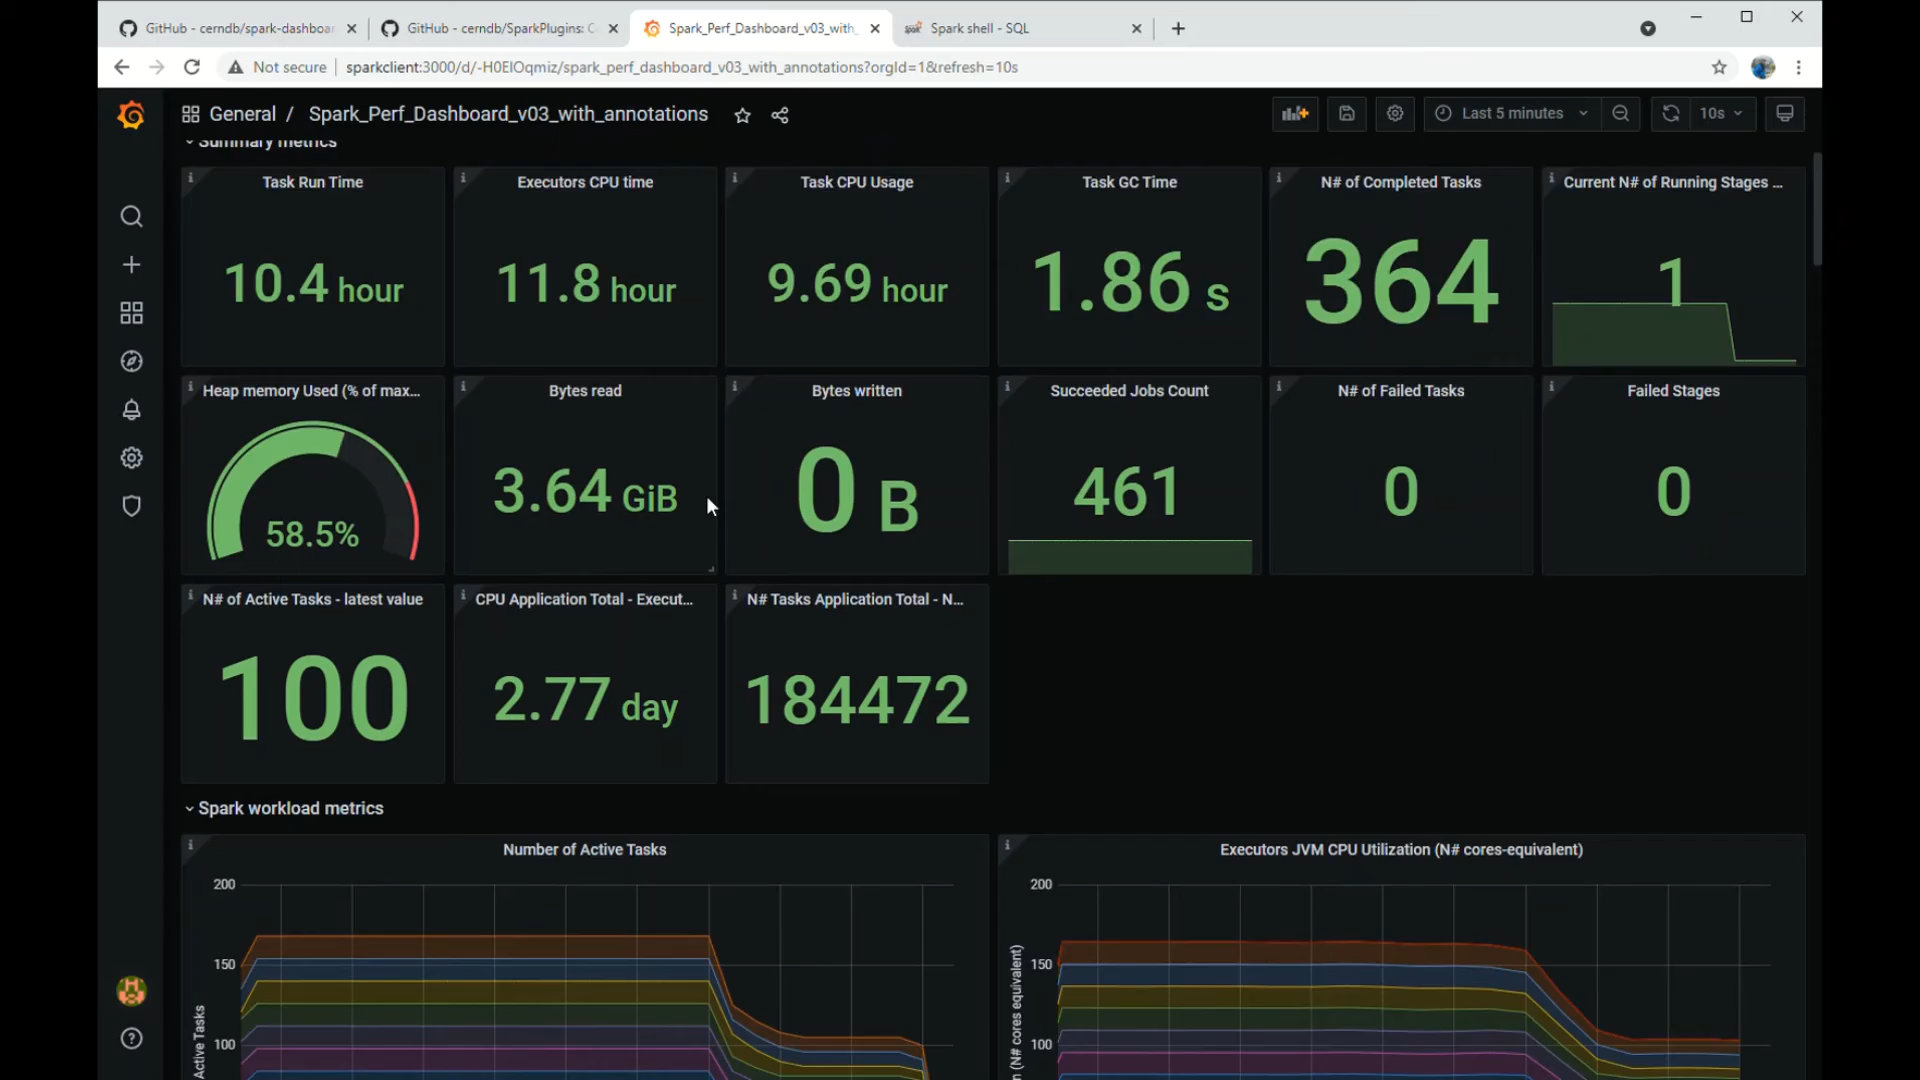 GitHub - cerndb/spark-dashboar
GitHub - cerndb/SparkPlugins: C
Spark_Perf_Dashboard_v03_with_
Spark shell - SQL
Not secure
sparkclient:3000/d/-H0EIOqmiz/spark_perf_dashboard_v03_with_annotations?orgId=1&refresh=10s
General / Spark_Perf_Dashboard_v03_with_annotations
Last 5 minutes
10s
Summary metrics
Task Run Time
Executors CPU time
Task CPU Usage
Task GC Time
N# of Completed Tasks
Current N# of Running Stages ...
10.4 hour
11.8 hour
9.69 hour
1.86 s
364
1
Heap memory Used (% of max...
Bytes read
Bytes written
Succeeded Jobs Count
N# of Failed Tasks
Failed Stages
58.5%
3.64 GiB
0 B
461
0
0
N# of Active Tasks - latest value
CPU Application Total - Execut...
N# Tasks Application Total - N...
100
2.77 day
184472
Spark workload metrics
Number of Active Tasks
200
150
100
Active Tasks
Executors JVM CPU Utilization (N# cores-equivalent)
200
150
100
(N# cores equivalent)